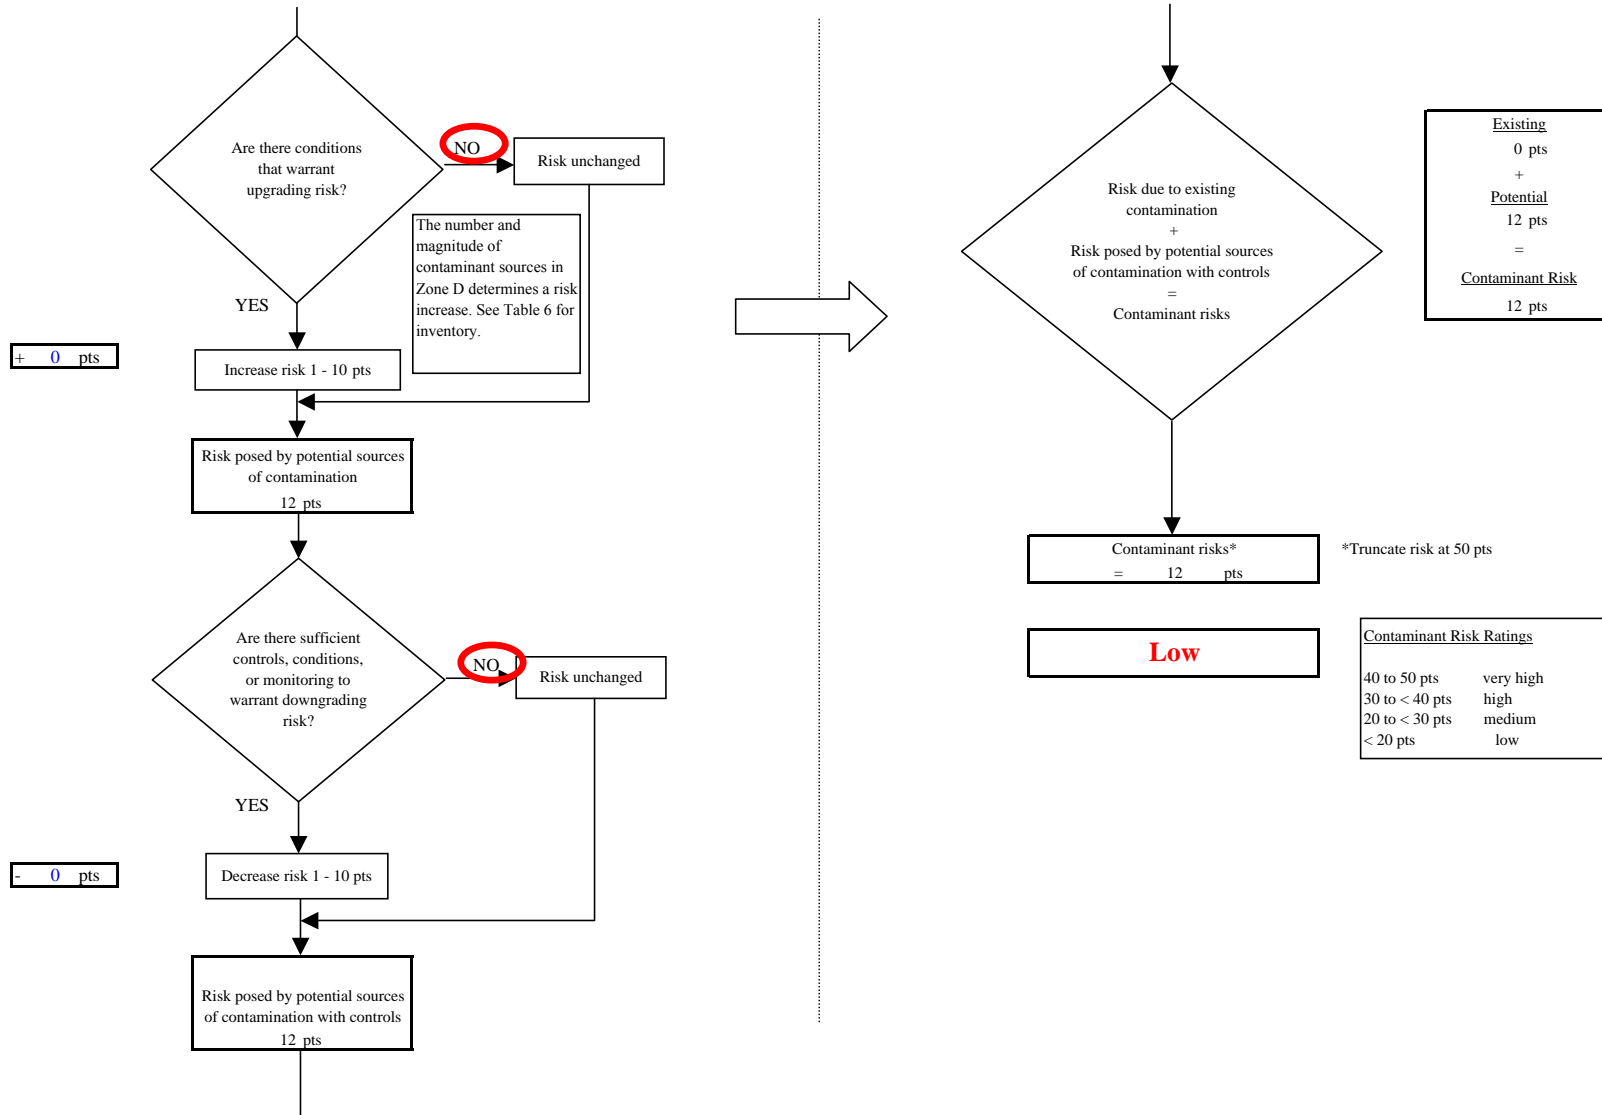 Are there conditions
that warrant
upgrading risk?
NO
Risk unchanged
The number and
magnitude of
contaminant sources in
Zone D determines a risk
increase. See Table 6 for
inventory.
YES
+ 0 pts
Increase risk 1 - 10 pts
Risk posed by potential sources
of contamination
12 pts
Are there sufficient
controls, conditions,
or monitoring to
warrant downgrading
risk?
NO
Risk unchanged
YES
- 0 pts
Decrease risk 1 - 10 pts
Risk posed by potential sources
of contamination with controls
12 pts
Risk due to existing
contamination
+
Risk posed by potential sources
of contamination with controls
=
Contaminant risks
Existing
0 pts
+
Potential
12 pts
=
Contaminant Risk
12 pts
Contaminant risks*
= 12 pts
*Truncate risk at 50 pts
Low
Contaminant Risk Ratings
40 to 50 pts very high
30 to < 40 pts high
20 to < 30 pts medium
< 20 pts low